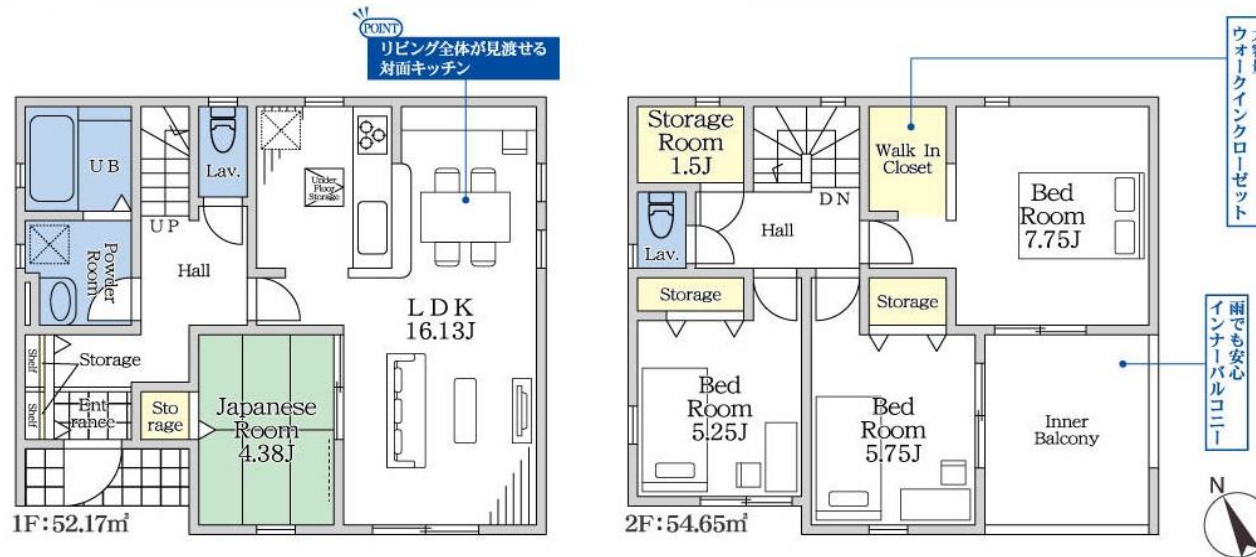 POINT
リビング全体が見渡せる
対面キッチン
UB
Lav.
Under
Floor
Storage
UP
Powder
Room
Hall
LDK
16.13J
Shelf
Storage
Shelf
Ent
rance
Sto
rage
Japanese
Room
4.38J
1F:52.17㎡
Storage
Room
1.5J
Walk In
Closet
ウォークインクローゼット
Bed
Room
7.75J
DN
Hall
Lav.
Storage
Storage
雨でも安心
インナーバルコニー
Bed
Room
5.25J
Bed
Room
5.75J
Inner
Balcony
2F:54.65㎡
N